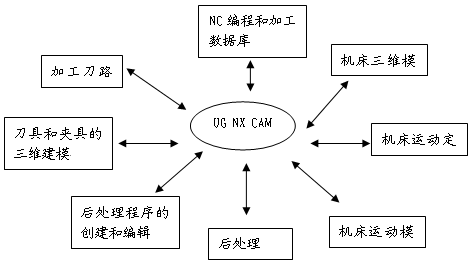 NC 编程和加工
数据库
加工刀路
机床三维模
UG NX CAM
刀具和夹具的
三维建模
机床运动定
后处理程序的
创建和编辑
后处理
机床运动模